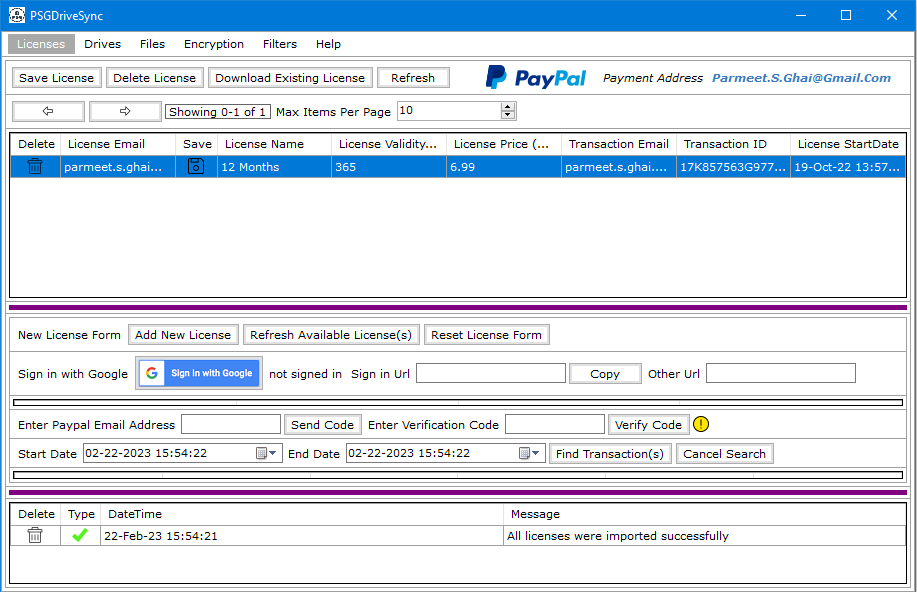 PSGDriveSync
Licenses Drives Files Encryption Filters Help
Save License Delete License Download Existing License Refresh PayPal Payment Address Parmeet.S.Ghai@Gmail.Com
Showing 0-1 of 1 Max Items Per Page 10
Delete License Email Save License Name License Validity... License Price (... Transaction Email Transaction ID License StartDate
parmeet.s.ghai... 12 Months 365 6.99 parmeet.s.ghai.... 17K857563G977... 19-Oct-22 13:57...
New License Form Add New License Refresh Available License(s) Reset License Form
Sign in with Google G Sign in with Google not signed in Sign in Url Copy Other Url
Enter Paypal Email Address Send Code Enter Verification Code Verify Code !
Start Date 02-22-2023 15:54:22 End Date 02-22-2023 15:54:22 Find Transaction(s) Cancel Search
Delete Type DateTime Message
22-Feb-23 15:54:21 All licenses were imported successfully